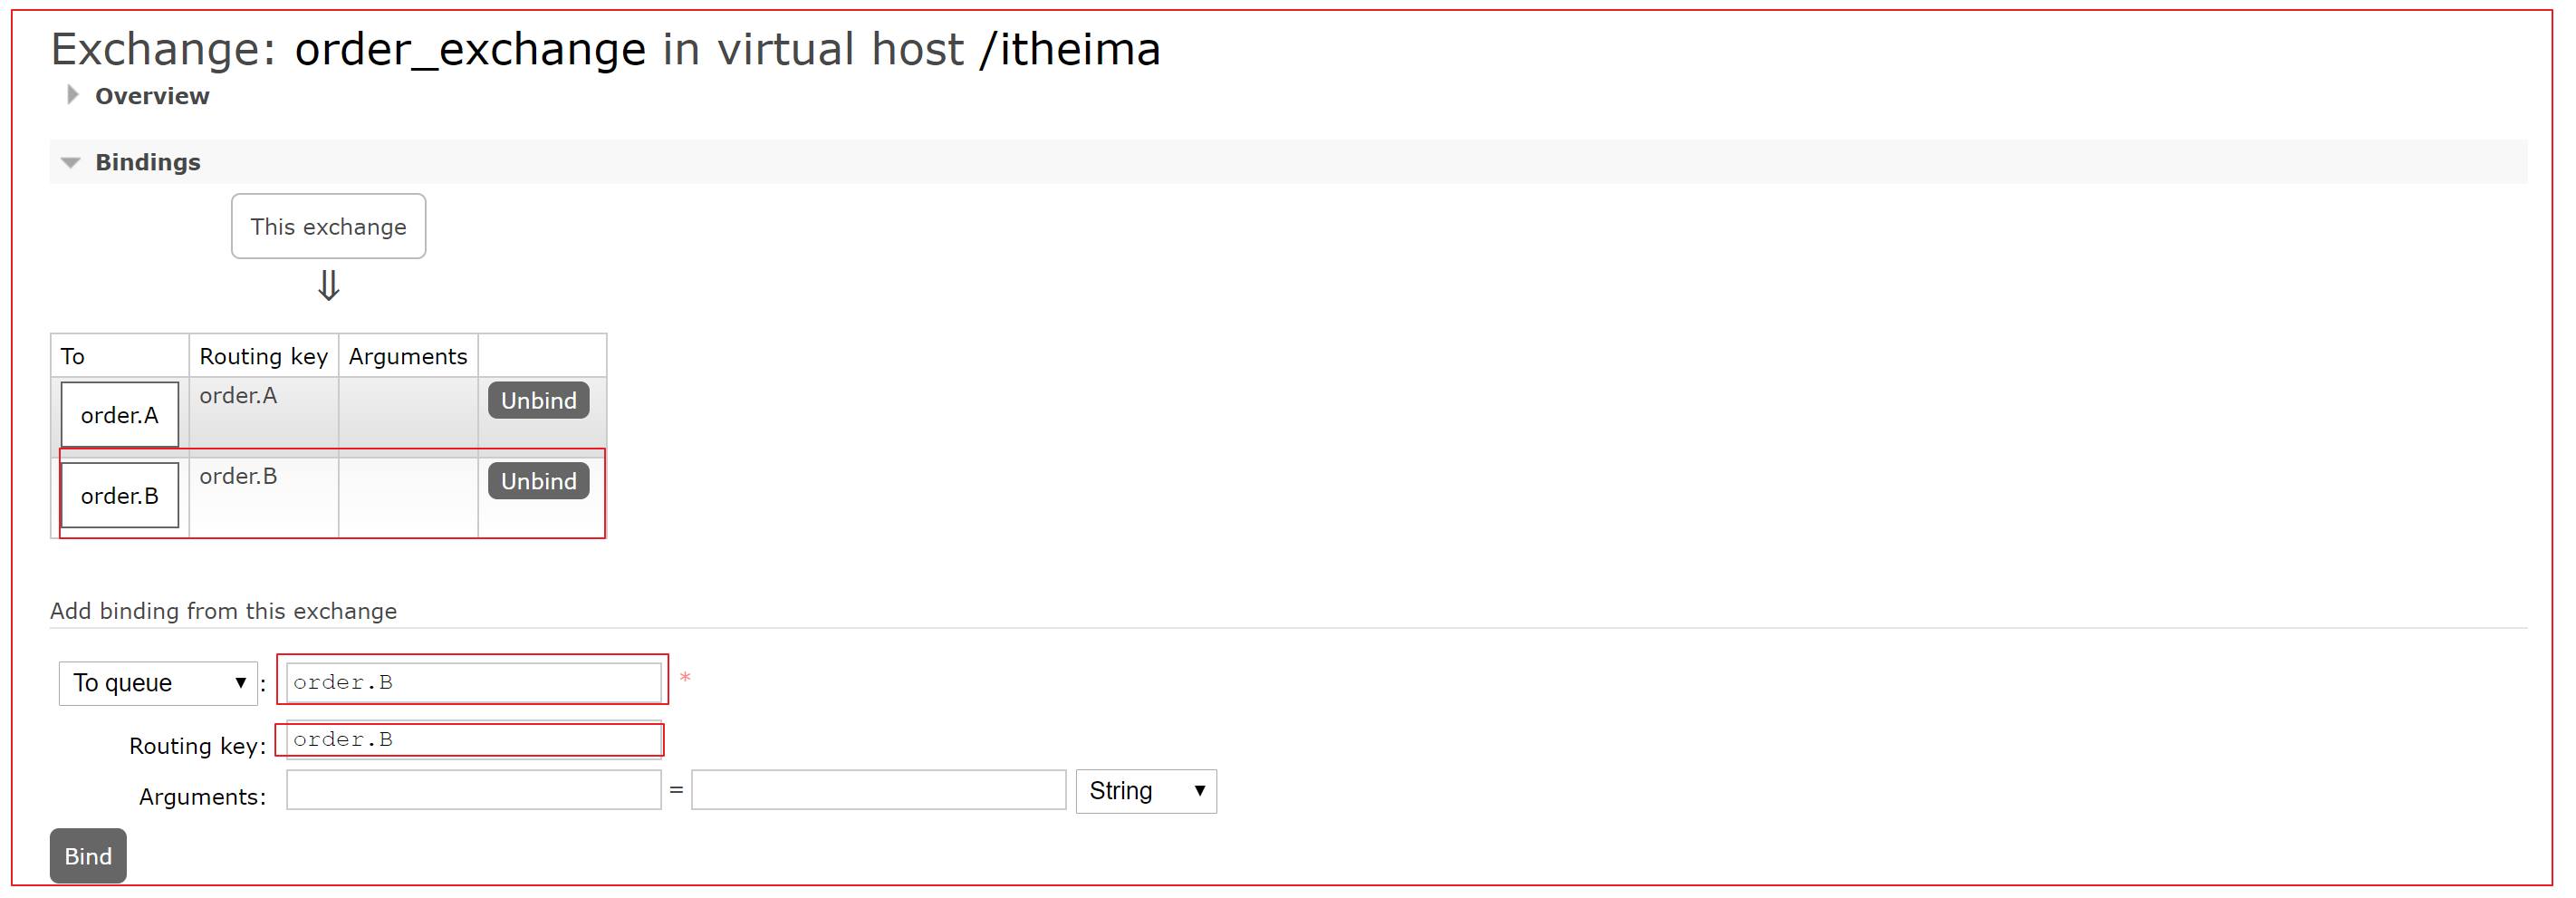 Exchange: order_exchange in virtual host /itheima
Overview
Bindings
This exchange
⇓
To Routing key Arguments
order.A order.A Unbind
order.B order.B Unbind
Add binding from this exchange
To queue : order.B *
Routing key: order.B
Arguments: = String
Bind